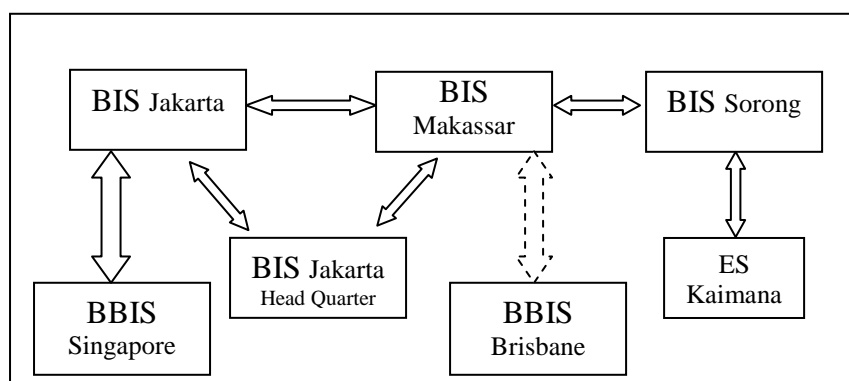 BIS Jakarta
BIS
Makassar
BIS Sorong
BIS Jakarta
Head Quarter
ES
Kaimana
BBIS
Singapore
BBIS
Brisbane